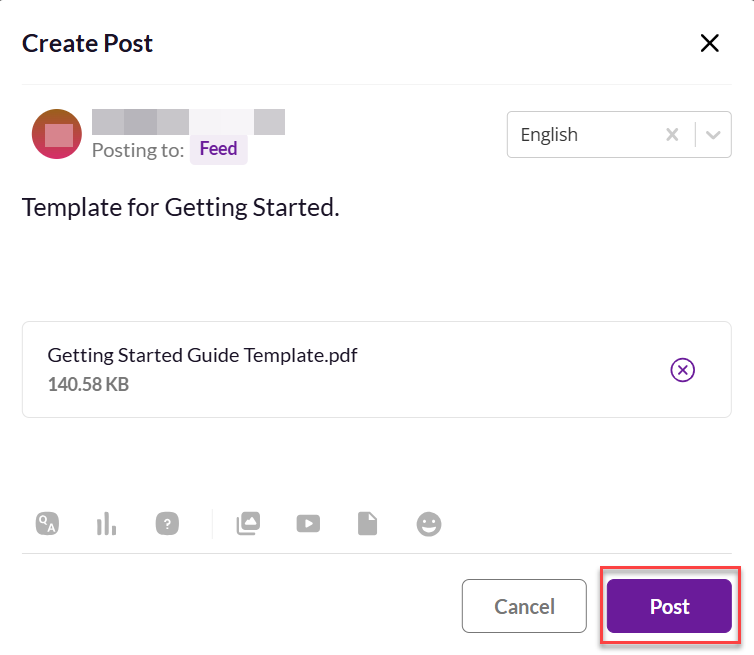 Create Post
Posting to: Feed
English
Template for Getting Started.
Getting Started Guide Template.pdf
140.58 KB
QA
?
Cancel
Post